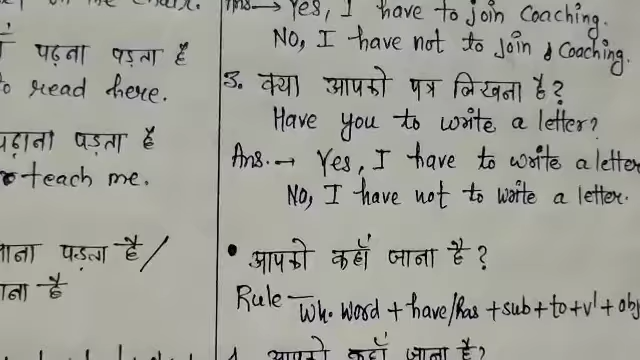 पढ़ना पड़ता है
read here.
पढ़ाना पड़ता है
teach me.
पड़ता है/
है
Ans → Yes, I have to join Coaching.
No, I have not to join Coaching.
3. क्या आपको पत्र लिखना है?
Have you to write a letter?
Ans. → Yes, I have to write a letter
No, I have not to write a letter.
• आपको कहाँ जाना है?
Rule — Wh. word + have/has + sub + to + v¹ + obj
आपको कहाँ जाना है?